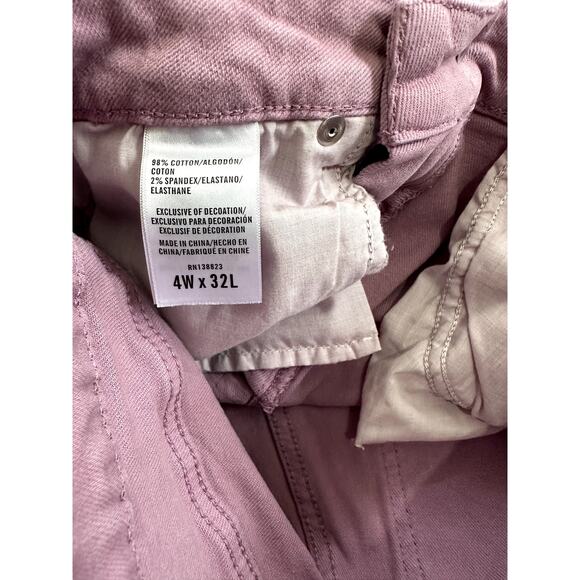 98% COTTON/ALGODÓN/
COTON
2% SPANDEX/ELASTANO/
ELASTHANE
EXCLUSIVE OF DECOATION/
EXCLUSIVO PARA DECORACIÓN
EXCLUSIF DE DÉCORATION
MADE IN CHINA/HECHO EN
CHINA/FABRIQUÉ EN CHINE
RN138823
4W x 32L